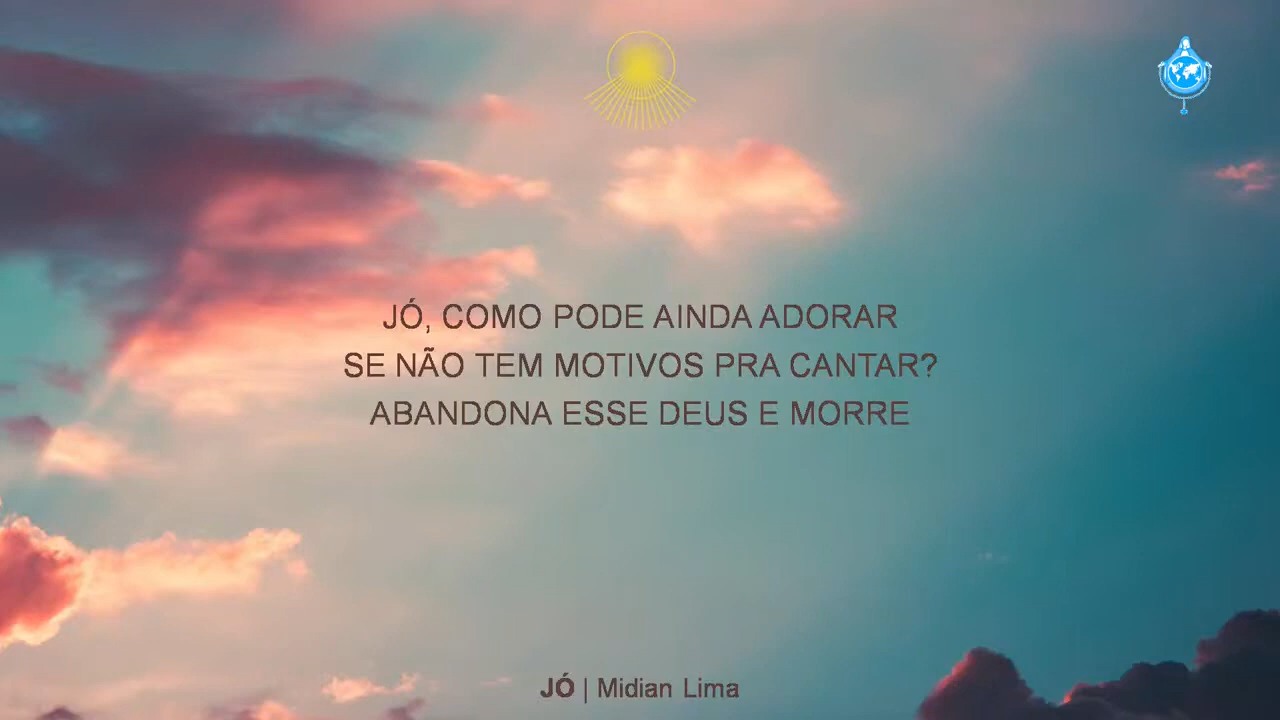 JÓ, COMO PODE AINDA ADORAR
SE NÃO TEM MOTIVOS PRA CANTAR?
ABANDONA ESSE DEUS E MORRE
JÓ | Midian Lima